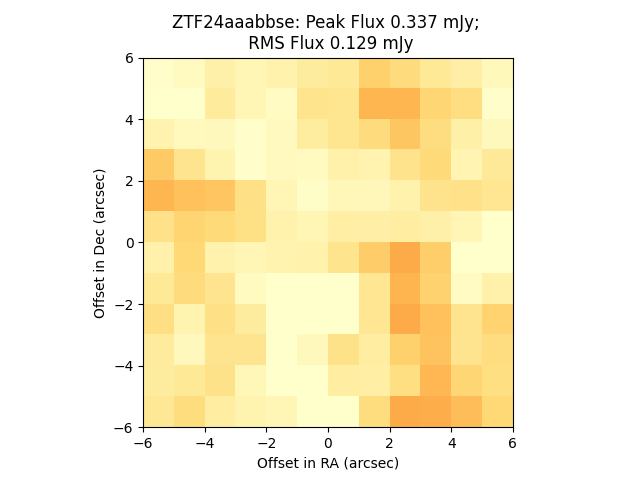 ZTF24aaabbse: Peak Flux 0.337 mJy;
RMS Flux 0.129 mJy
6
4
2
0
−2
−4
−6
Offset in Dec (arcsec)
−6 −4 −2 0 2 4 6
Offset in RA (arcsec)